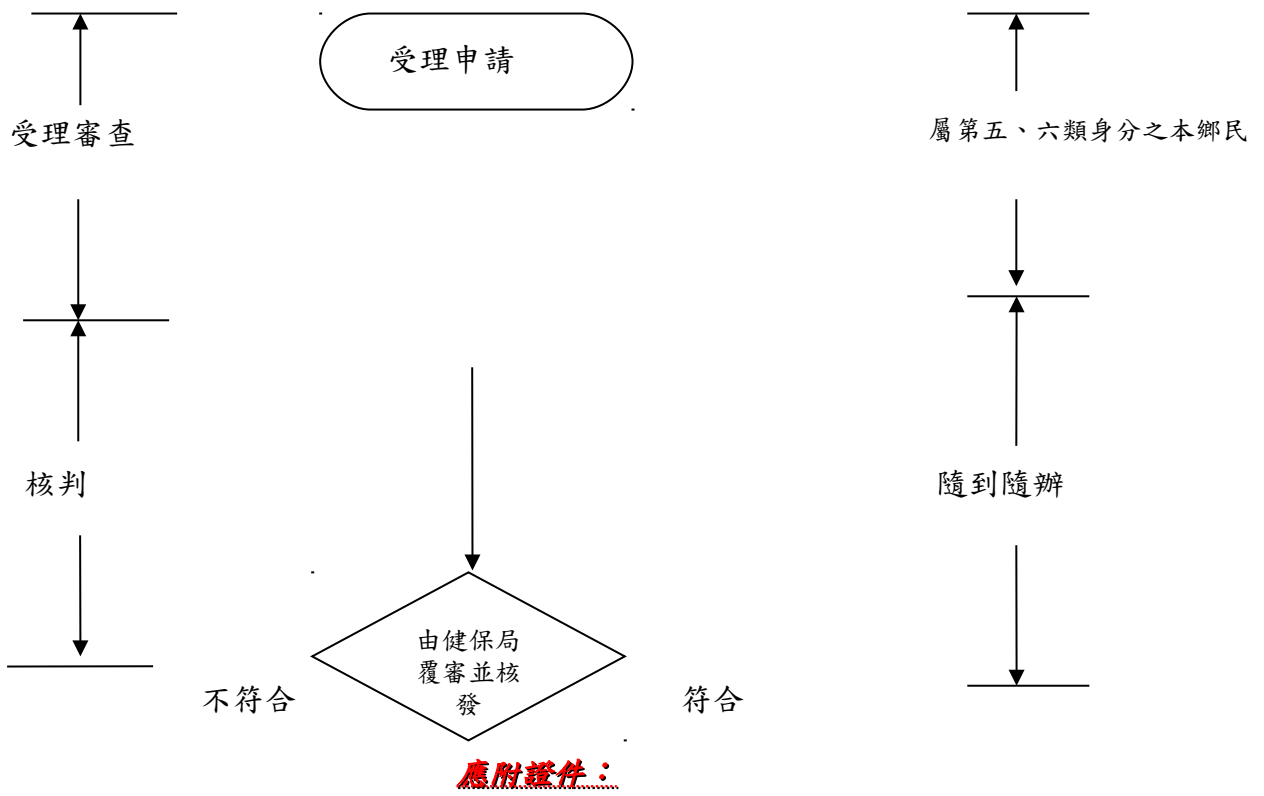 受理申請
受理審查
屬第五、六類身分之本鄉民
核判
隨到隨辦
由健保局
覆審並核
發
不符合
符合
應附證件：